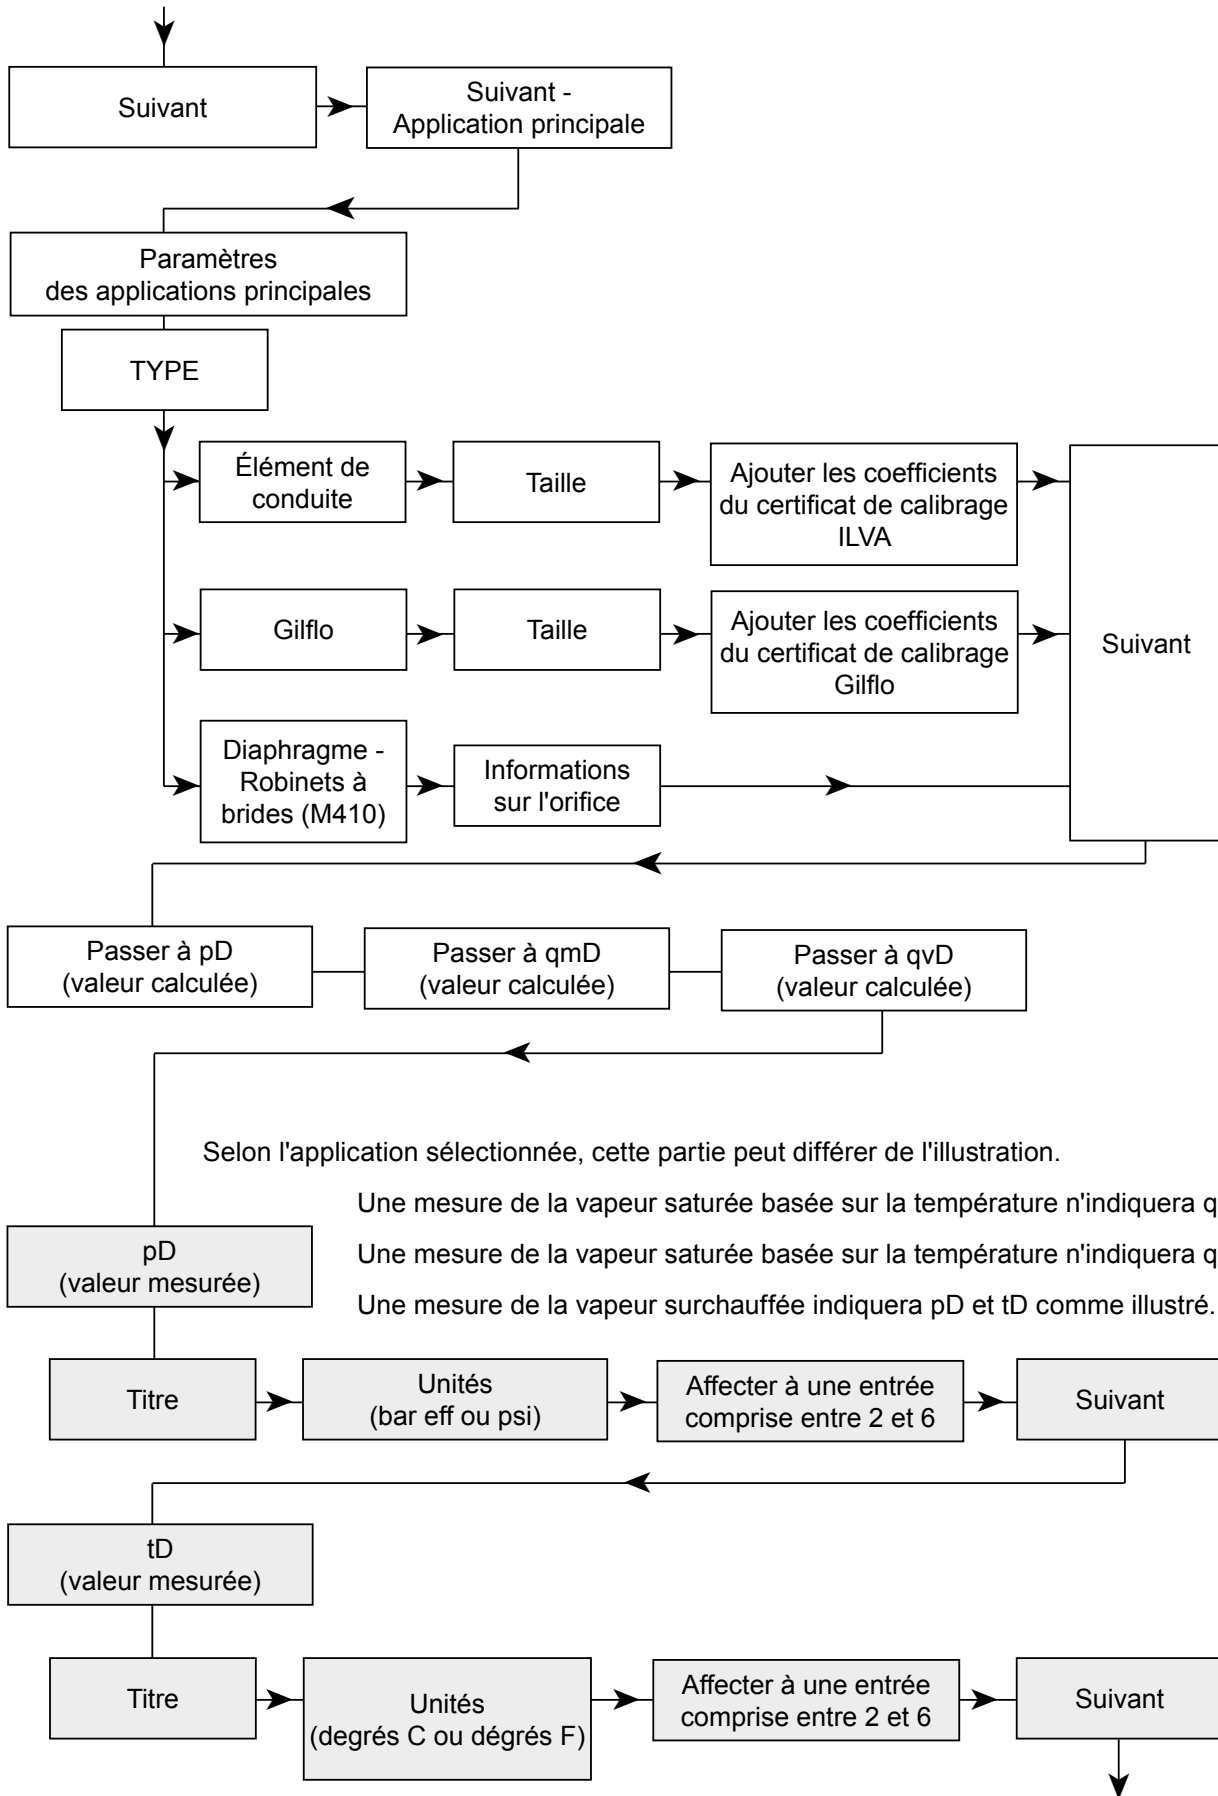 Suivant
Suivant -
Application principale
Paramètres
des applications principales
TYPE
Élément de
conduite
Taille
Ajouter les coefficients
du certificat de calibrage
ILVA
Gilflo
Taille
Ajouter les coefficients
du certificat de calibrage
Gilflo
Suivant
Diaphragme -
Robinets à
brides (M410)
Informations
sur l'orifice
Passer à pD
(valeur calculée)
Passer à qmD
(valeur calculée)
Passer à qvD
(valeur calculée)
Selon l'application sélectionnée, cette partie peut différer de l'illustration.
Une mesure de la vapeur saturée basée sur la température n'indiquera q
Une mesure de la vapeur saturée basée sur la température n'indiquera q
Une mesure de la vapeur surchauffée indiquera pD et tD comme illustré.
pD
(valeur mesurée)
Titre
Unités
(bar eff ou psi)
Affecter à une entrée
comprise entre 2 et 6
Suivant
tD
(valeur mesurée)
Titre
Unités
(degrés C ou dégrés F)
Affecter à une entrée
comprise entre 2 et 6
Suivant